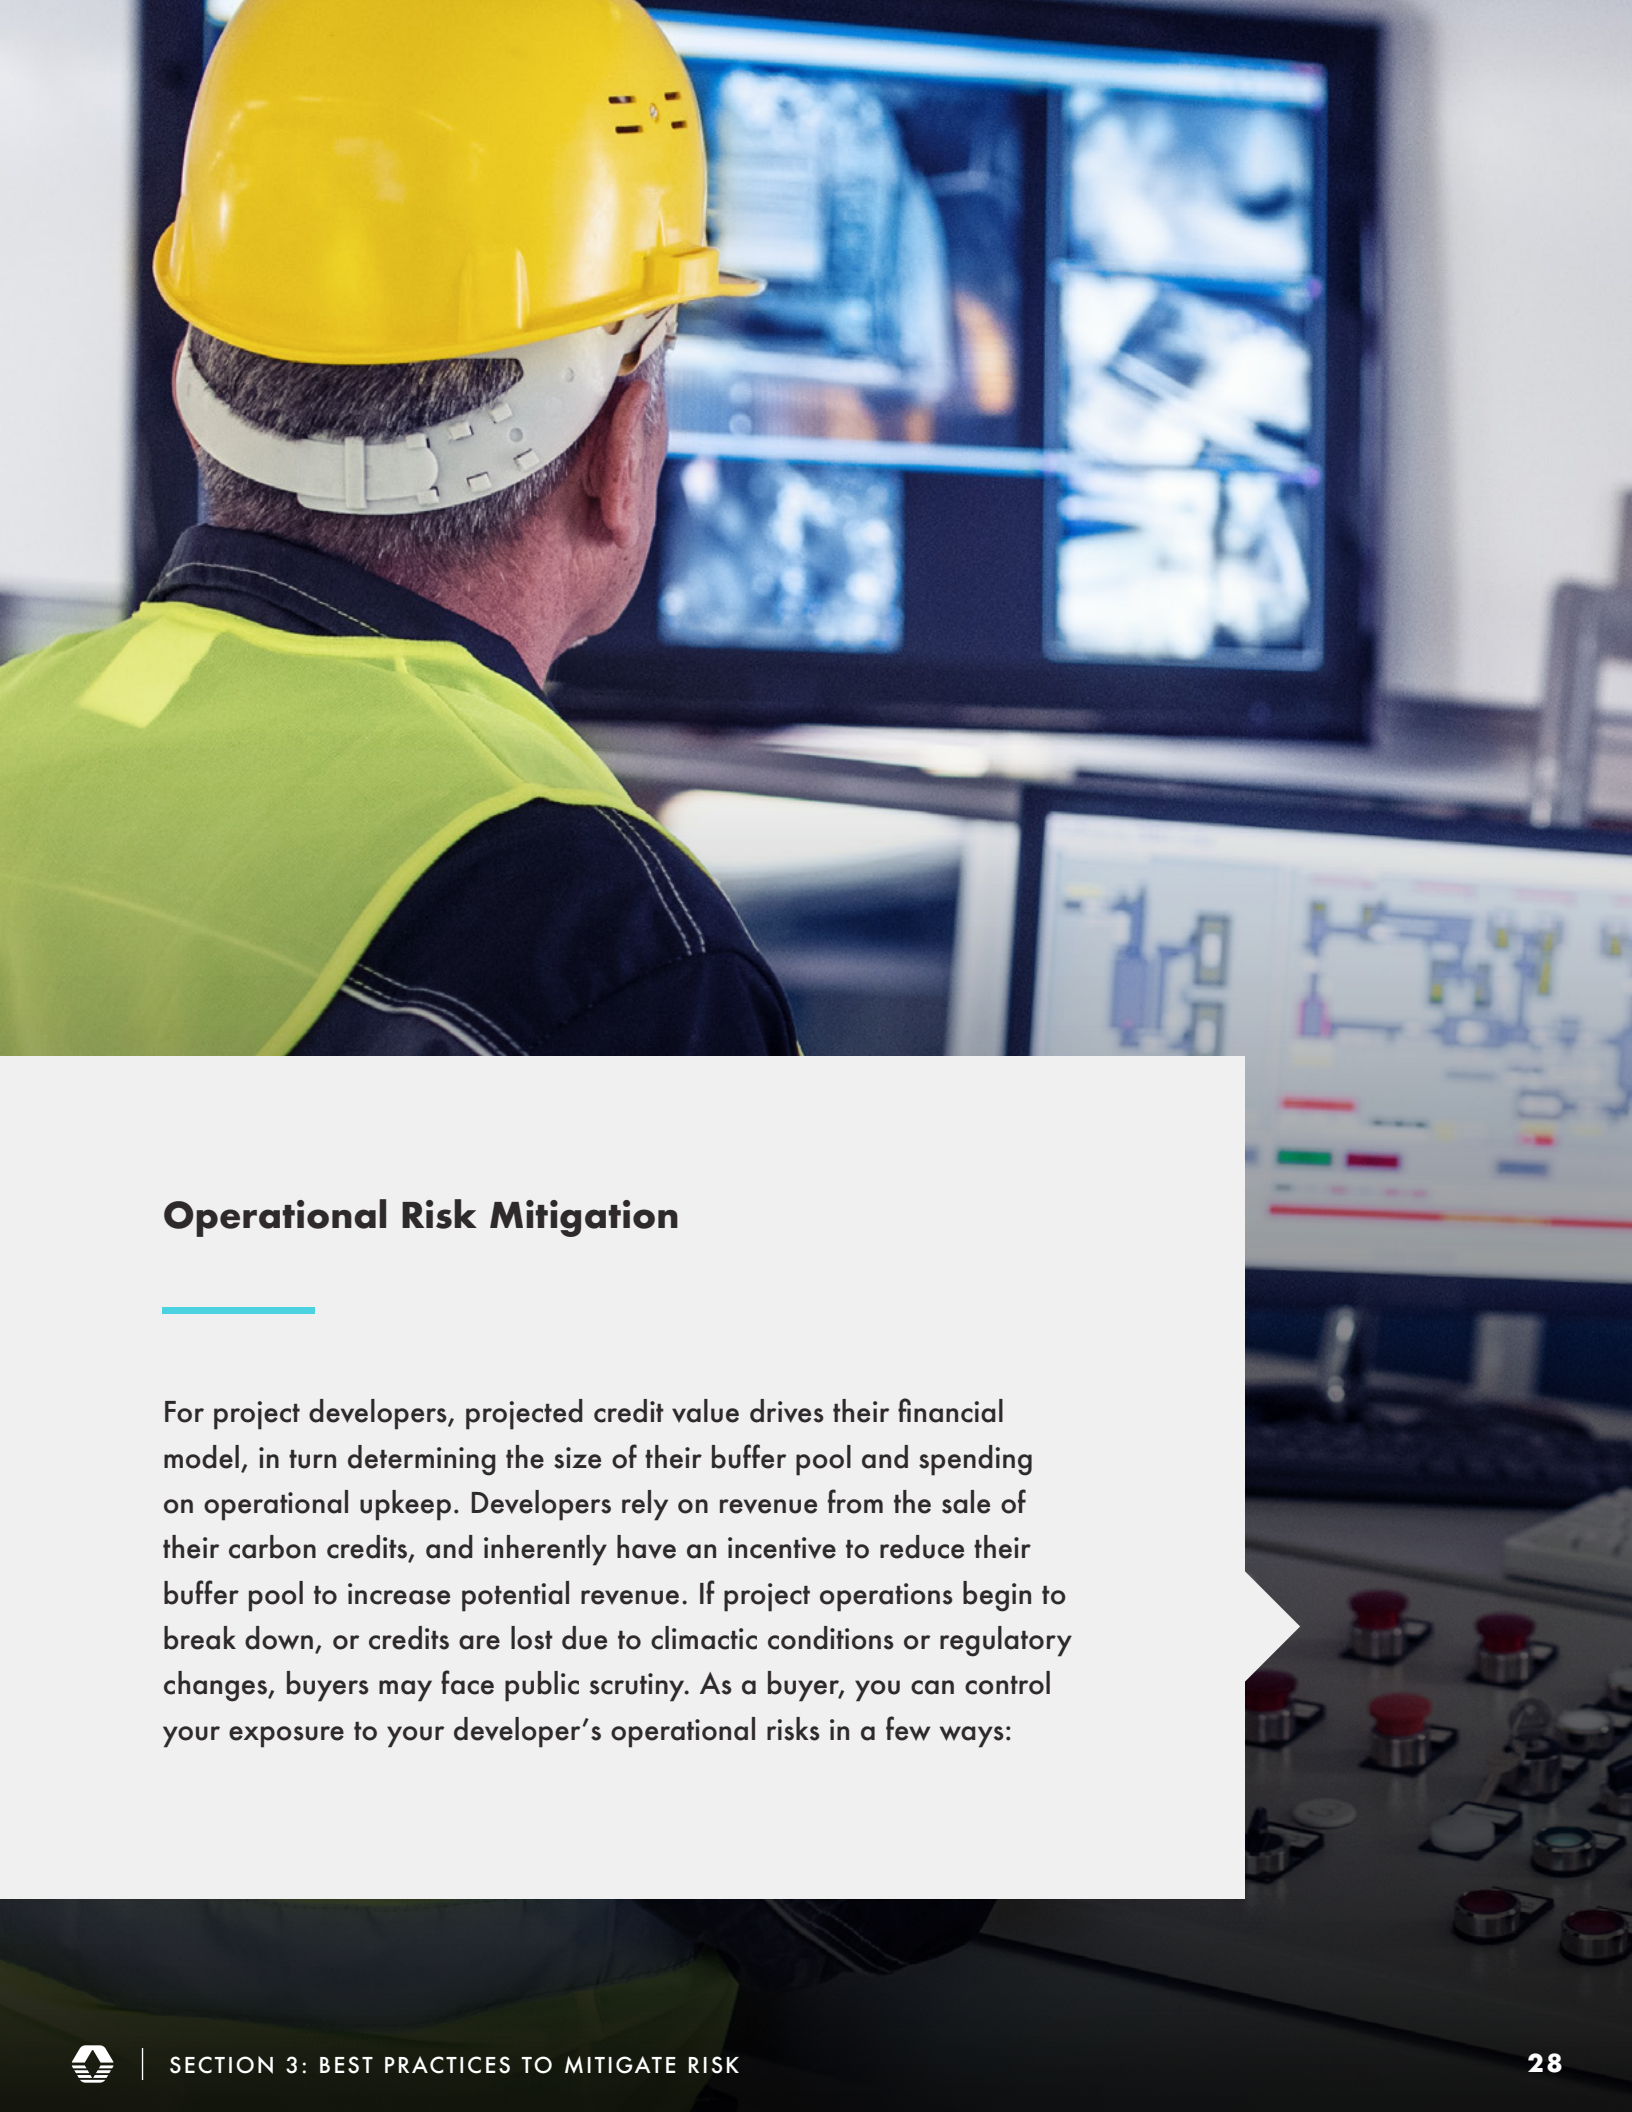 Operational Risk Mitigation
For project developers, projected credit value drives their financial
model, in turn determining the size of their buffer pool and spending
on operational upkeep. Developers rely on revenue from the sale of
their carbon credits, and inherently have an incentive to reduce their
buffer pool to increase potential revenue. If project operations begin to
break down, or credits are lost due to climactic conditions or regulatory
changes, buyers may face public scrutiny. As a buyer, you can control
your exposure to your developer’s operational risks in a few ways:
SECTION 3: BEST PRACTICES TO MITIGATE RISK
28